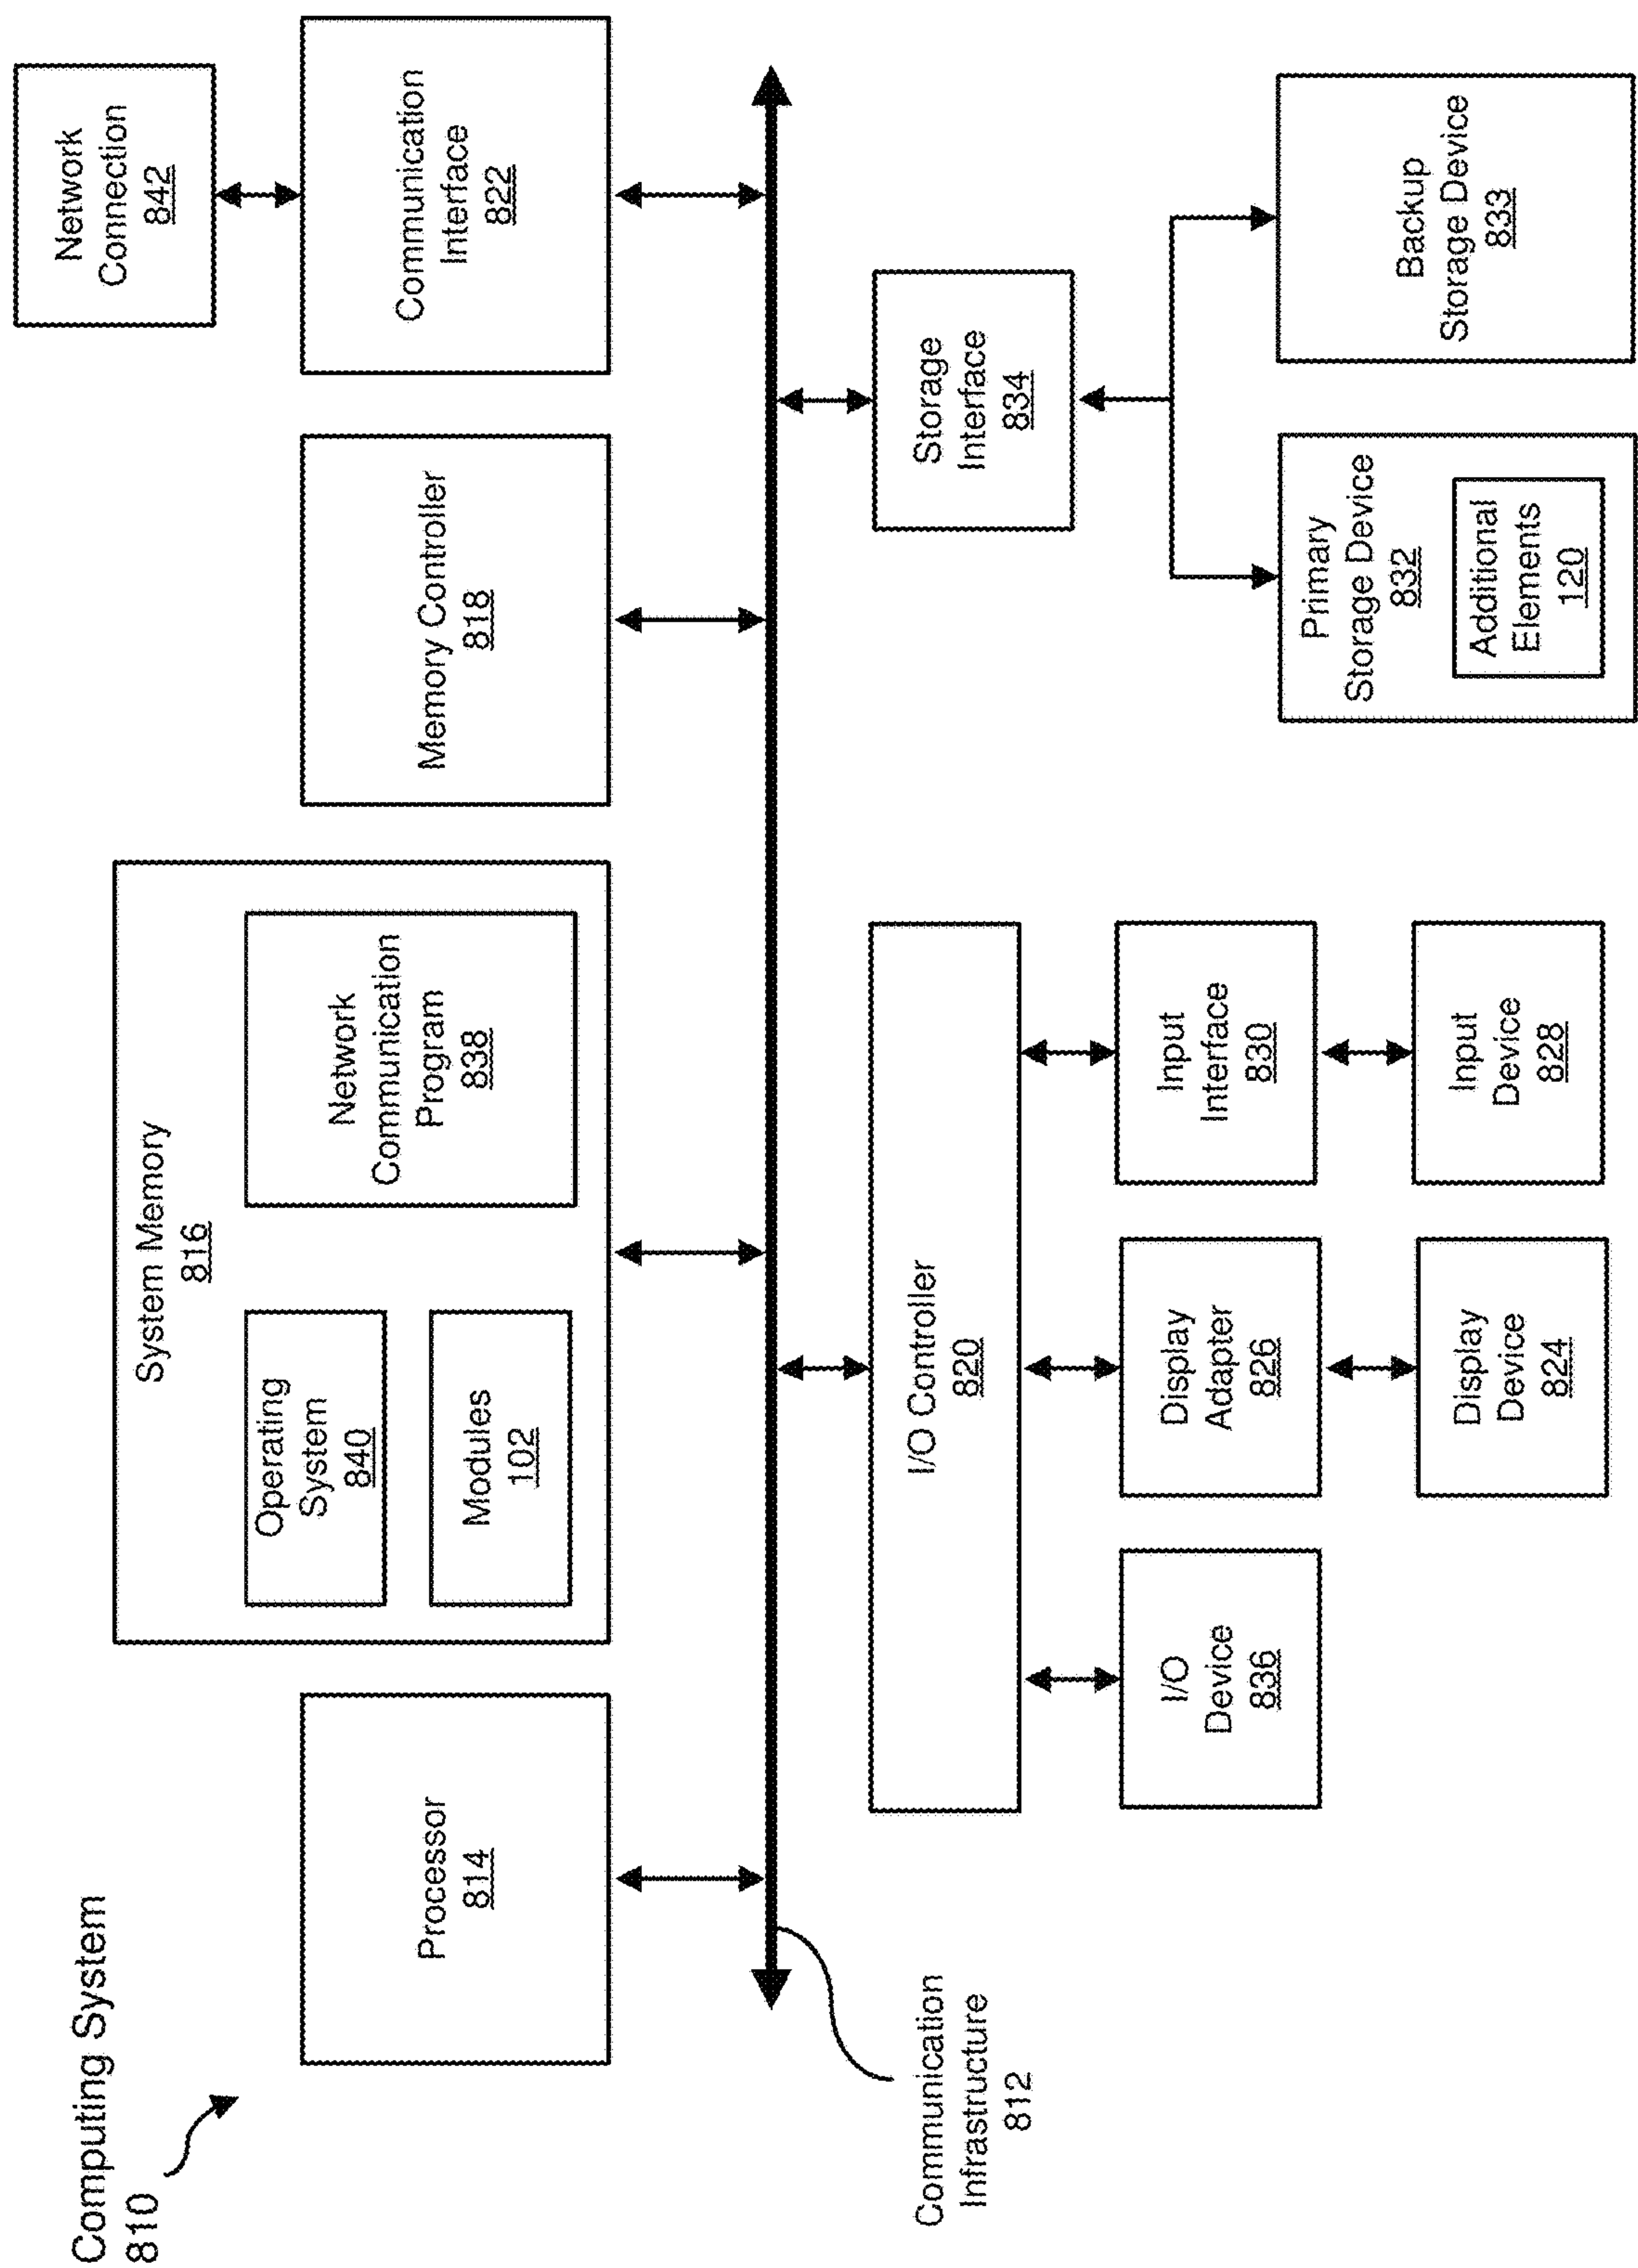 Computing System
810
Processor
814
System Memory
816
Operating
System
840
Modules
102
Network
Communication
Program
838
Memory Controller
818
Communication
Interface
822
Network
Connection
842
Communication
Infrastructure
812
I/O Controller
820
I/O
Device
836
Display
Adapter
826
Input
Interface
830
Display
Device
824
Input
Device
828
Storage
Interface
834
Primary
Storage Device
832
Additional
Elements
120
Backup
Storage Device
833